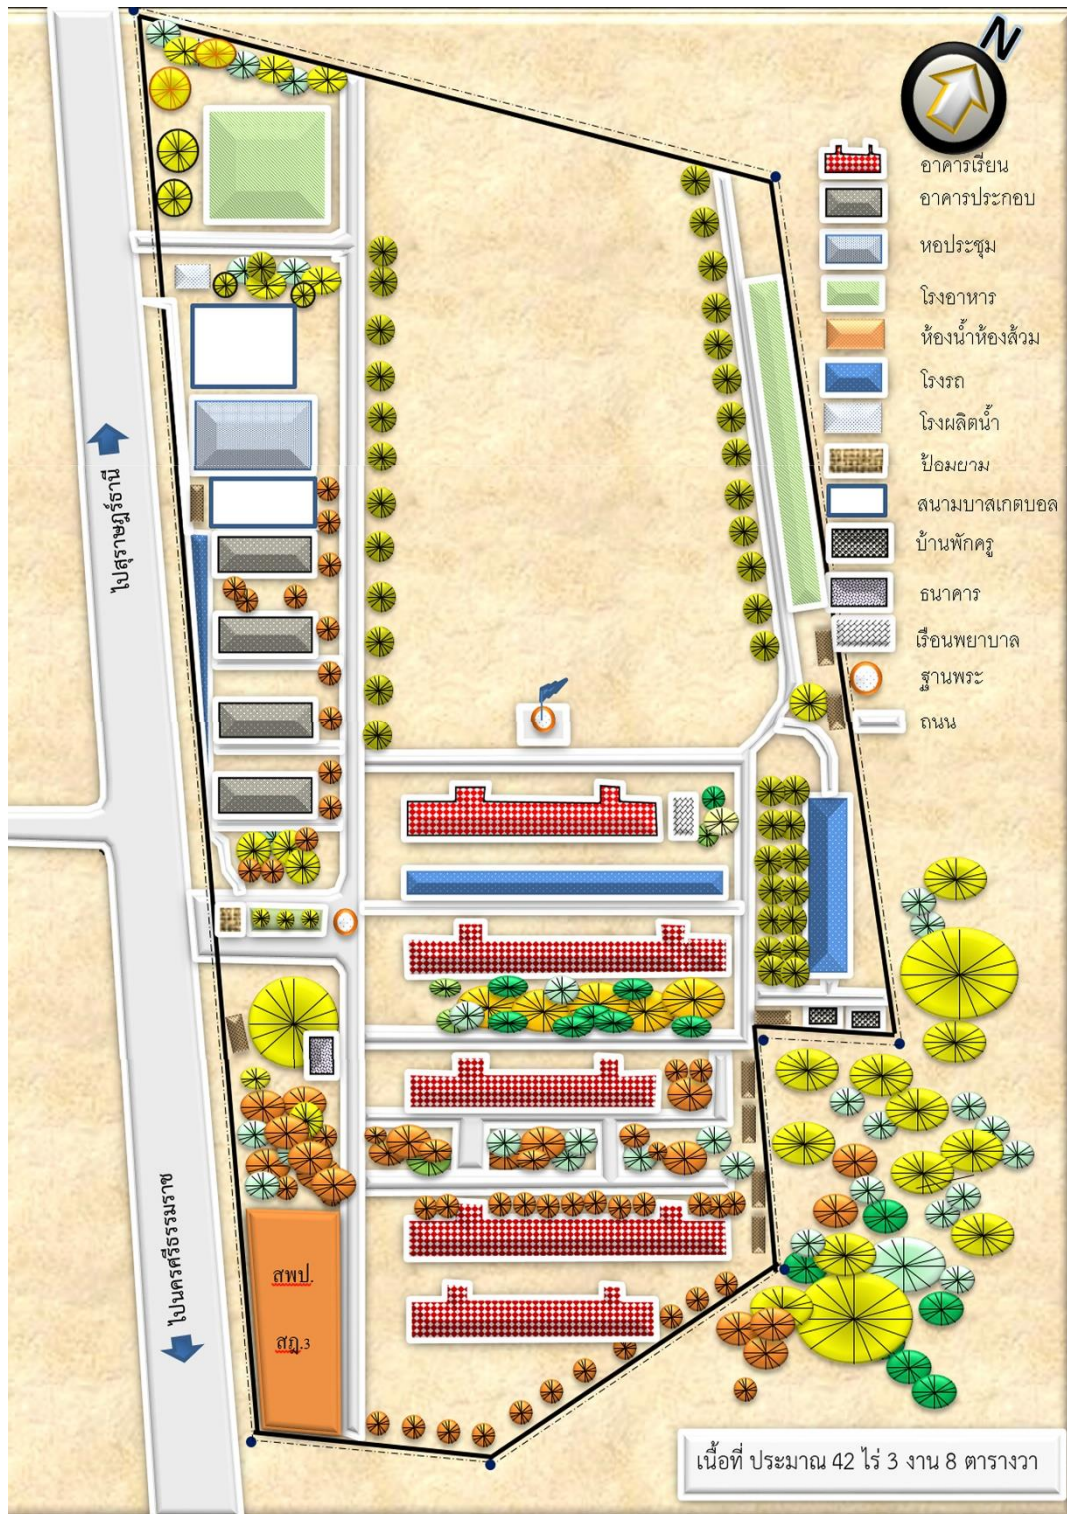 N
อาคารเรียน
อาคารประกอบ
หอประชุม
โรงอาหาร
ห้องน้ำห้องส้วม
โรงรถ
โรงผลิตน้ำ
ป้อมยาม
สนามบาสเกตบอล
บ้านพักครู
ธนาคาร
เรือนพยาบาล
ฐานพระ
ถนน
ไปสุราษฎร์ธานี
ไปนครศรีธรรมราช
สพป.
สฎ.3
เนื้อที่ ประมาณ 42 ไร่ 3 งาน 8 ตารางวา